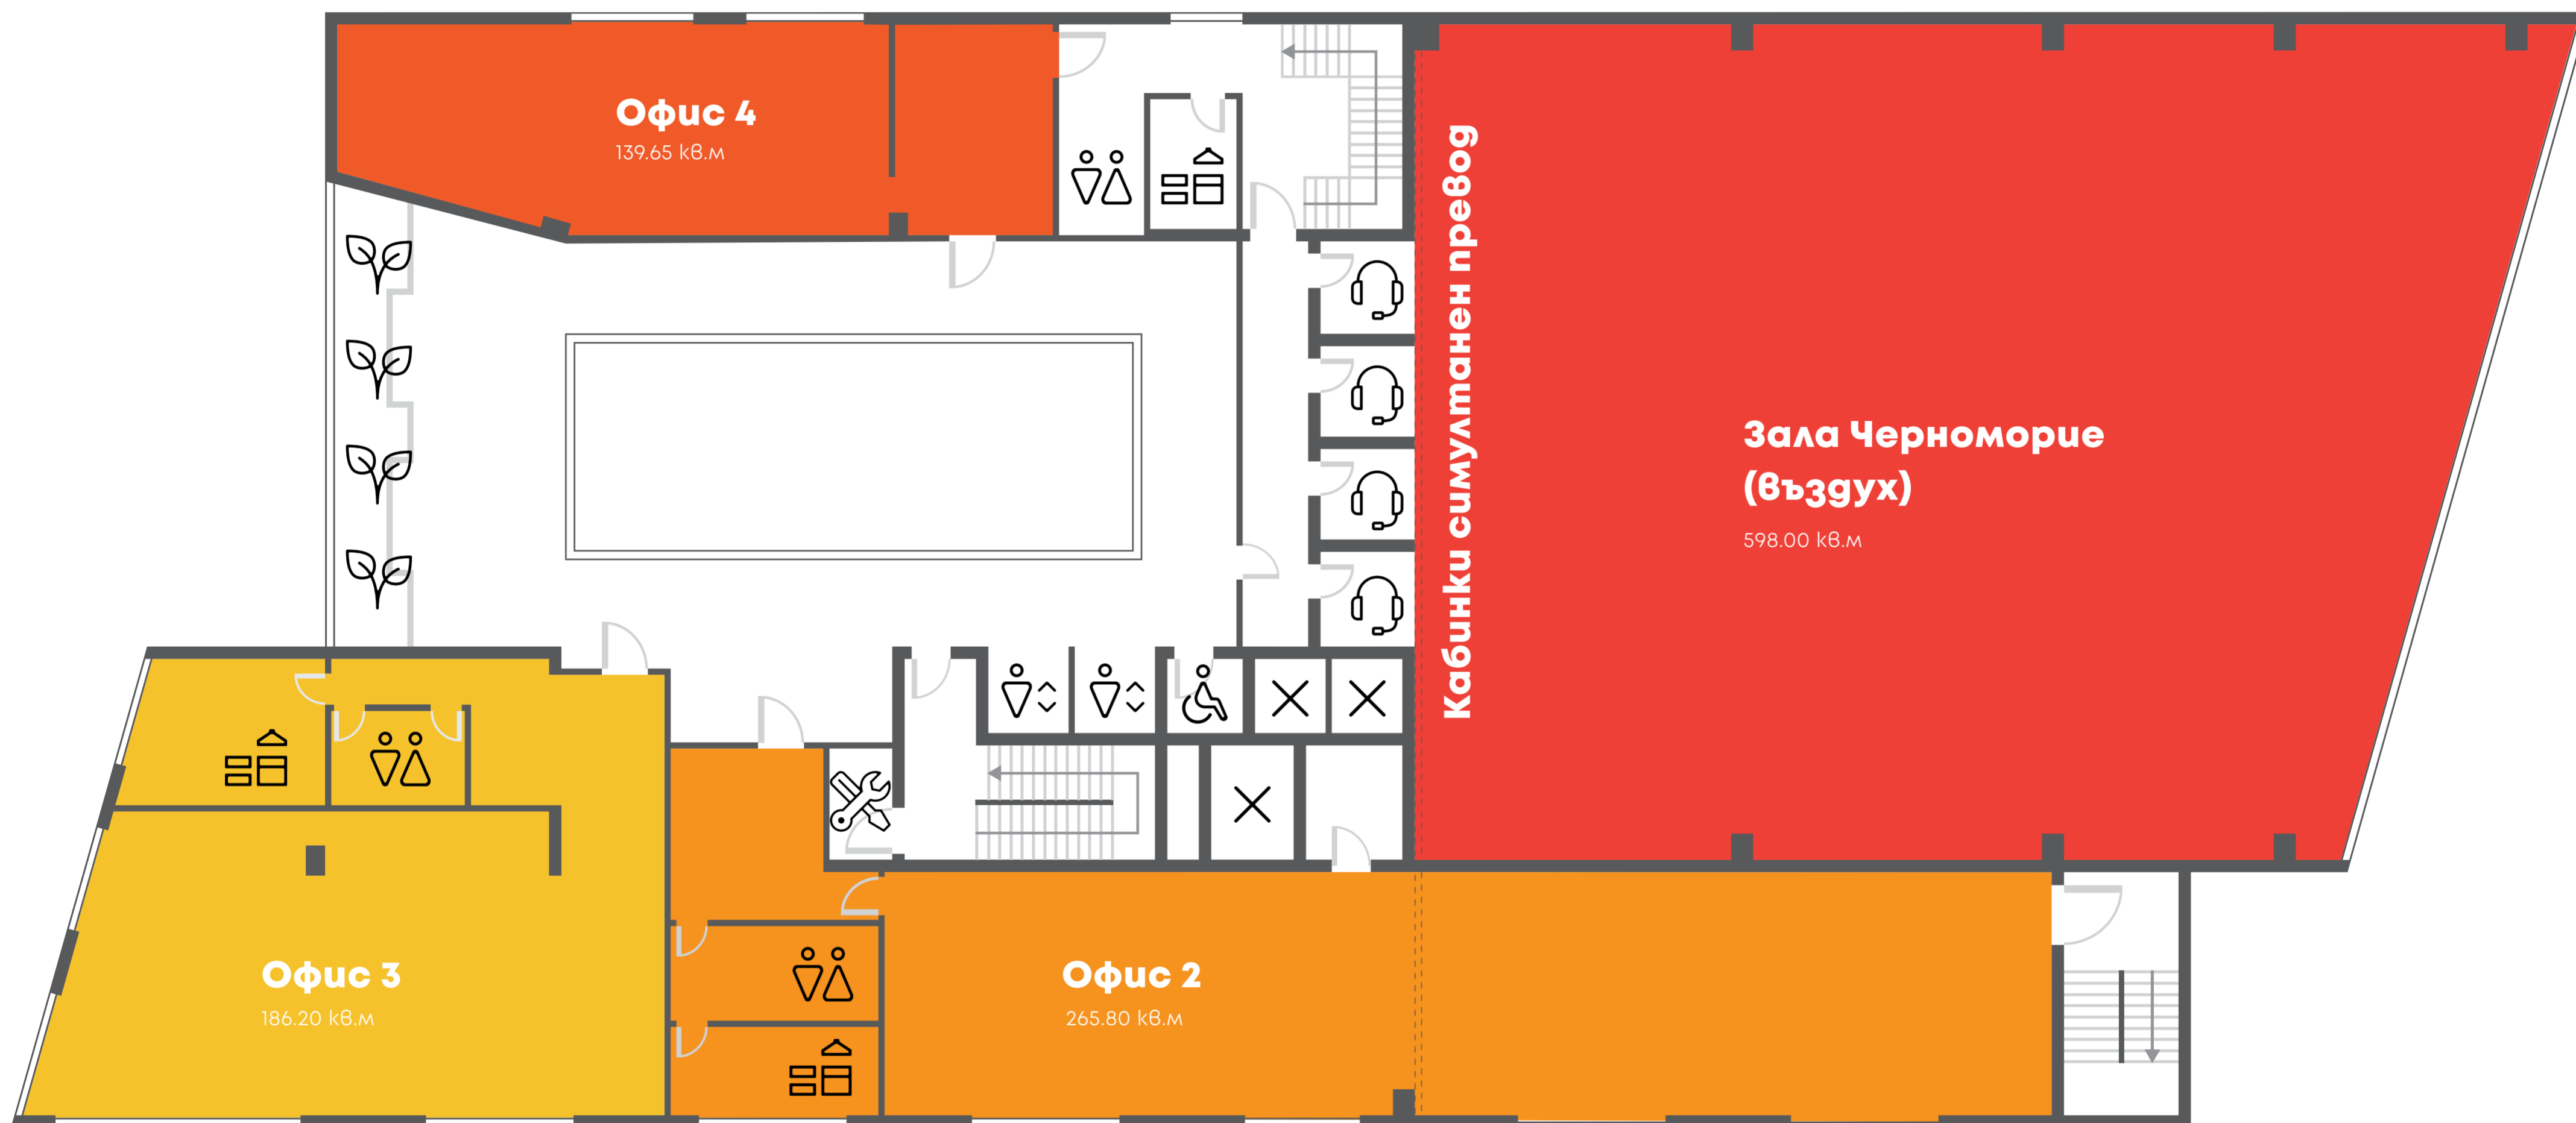 Офис 4
139.65 кв.м
Кабинки симултанен превод
Зала Черноморие
(въздух)
598.00 кв.м
Офис 3
186.20 кв.м
Офис 2
265.80 кв.м